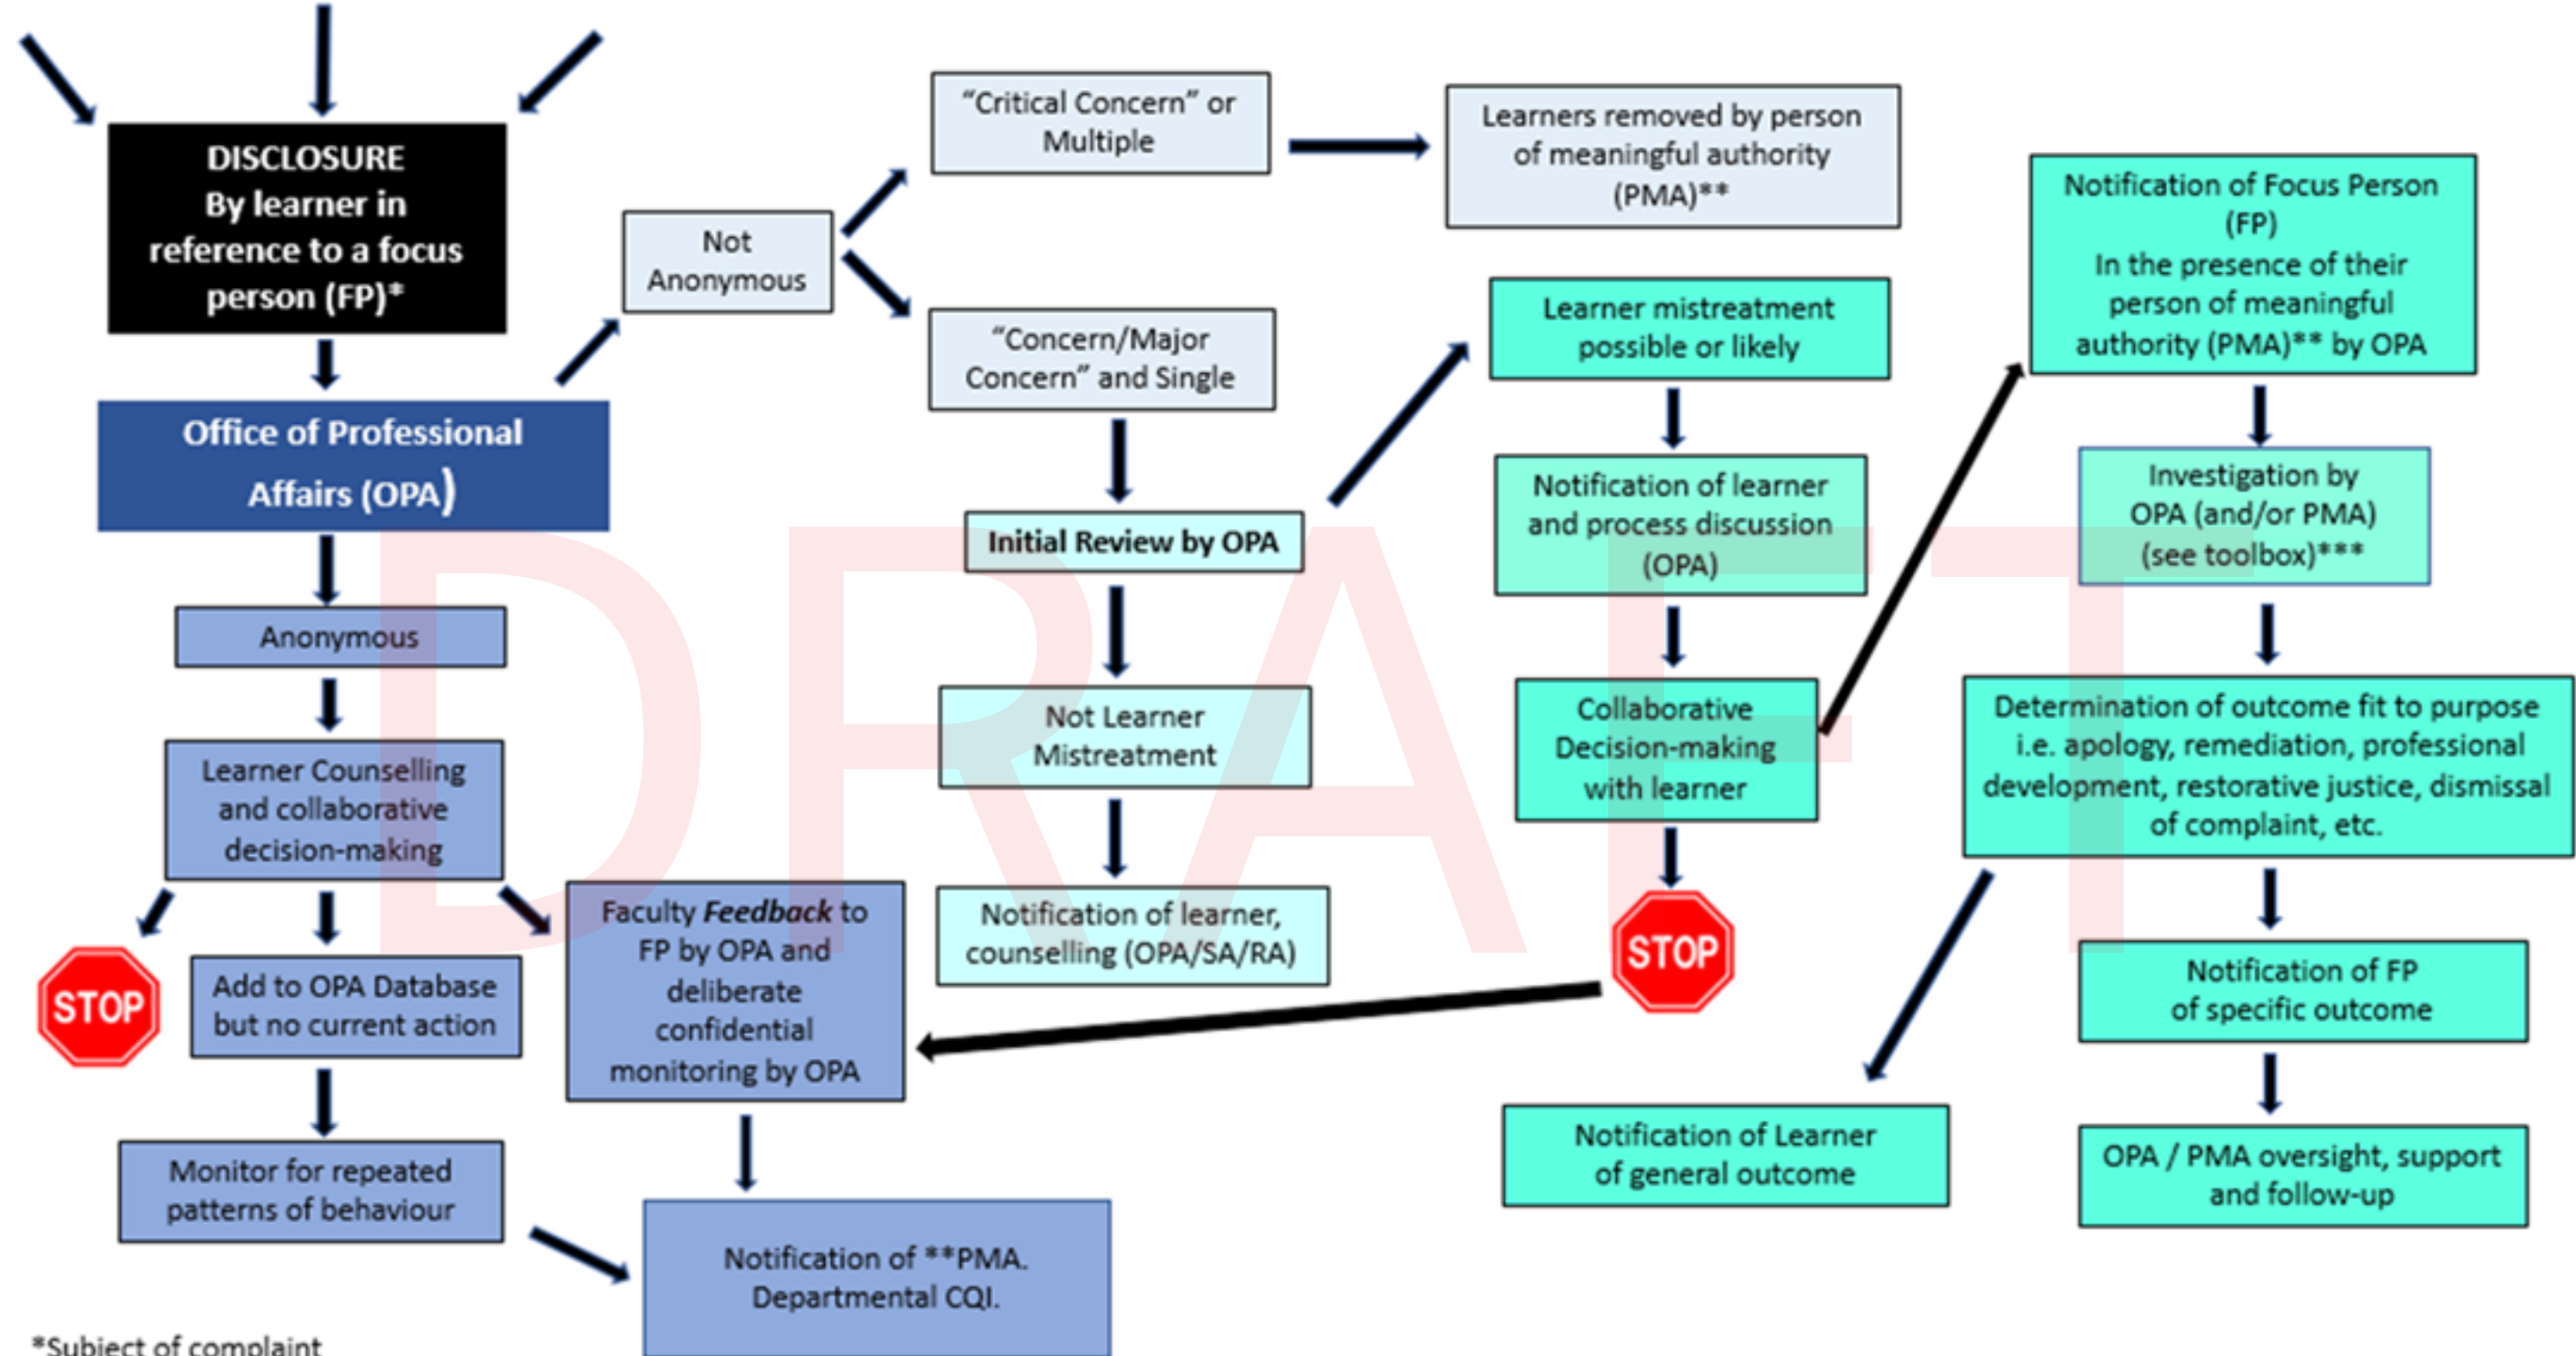 DISCLOSURE
By learner in
reference to a focus
person (FP)*
Office of Professional
Affairs (OPA)
Anonymous
Learner Counselling
and collaborative
decision-making
STOP
Add to OPA Database
but no current action
Monitor for repeated
patterns of behaviour
*Subject of complaint
Faculty Feedback to
FP by OPA and
deliberate
confidential
monitoring by OPA
Notification of **PMA.
Departmental CQI.
Not
Anonymous
“Critical Concern” or
Multiple
Learners removed by person
of meaningful authority
(PMA)**
“Concern/Major
Concern” and Single
Initial Review by OPA
Not Learner
Mistreatment
Notification of learner,
counselling (OPA/SA/RA)
Learner mistreatment
possible or likely
Notification of learner
and process discussion
(OPA)
Collaborative
Decision-making
with learner
STOP
Notification of Focus Person
(FP)
In the presence of their
person of meaningful
authority (PMA)** by OPA
Investigation by
OPA (and/or PMA)
(see toolbox)***
Determination of outcome fit to purpose
i.e. apology, remediation, professional
development, restorative justice, dismissal
of complaint, etc.
Notification of Learner
of general outcome
Notification of FP
of specific outcome
OPA / PMA oversight, support
and follow-up
DRAFT